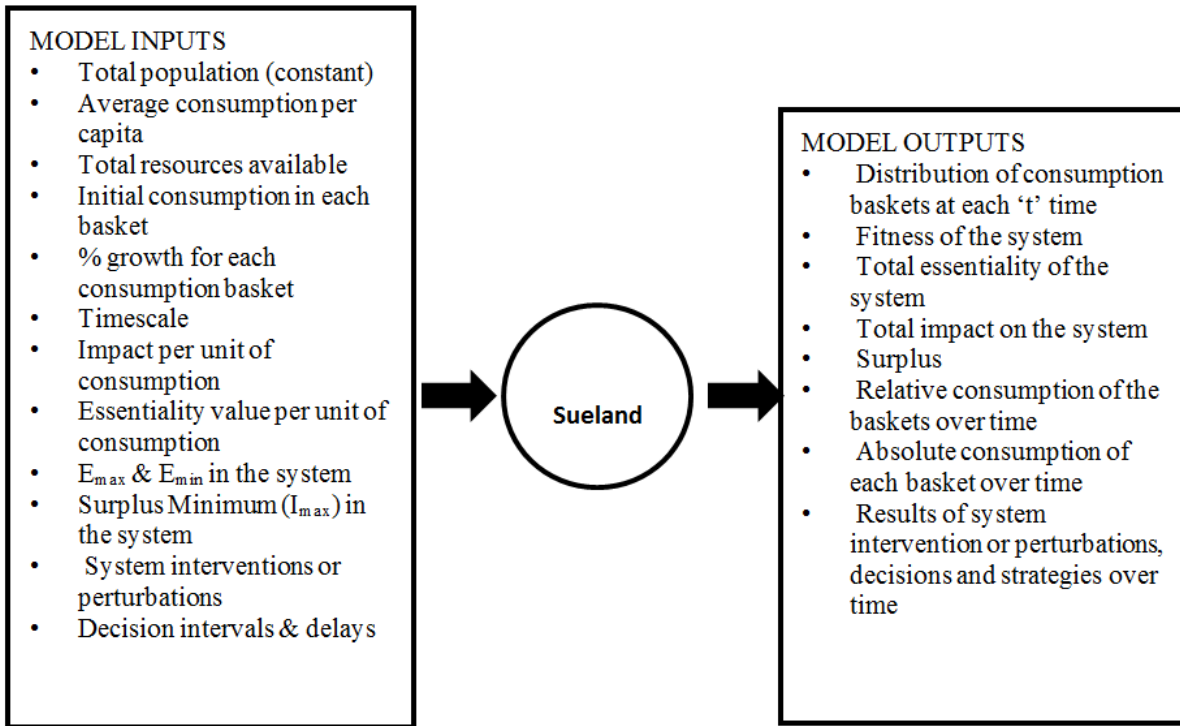 MODEL INPUTS
• Total population (constant)
• Average consumption per
capita
• Total resources available
• Initial consumption in each
basket
• % growth for each
consumption basket
• Timescale
• Impact per unit of
consumption
• Essentiality value per unit of
consumption
• Emax & Emin in the system
• Surplus Minimum (Imax) in
the system
• System interventions or
perturbations
• Decision intervals & delays
Sueland
MODEL OUTPUTS
• Distribution of consumption
baskets at each ‘t’ time
• Fitness of the system
• Total essentiality of the
system
• Total impact on the system
• Surplus
• Relative consumption of the
baskets over time
• Absolute consumption of
each basket over time
• Results of system
intervention or perturbations,
decisions and strategies over
time